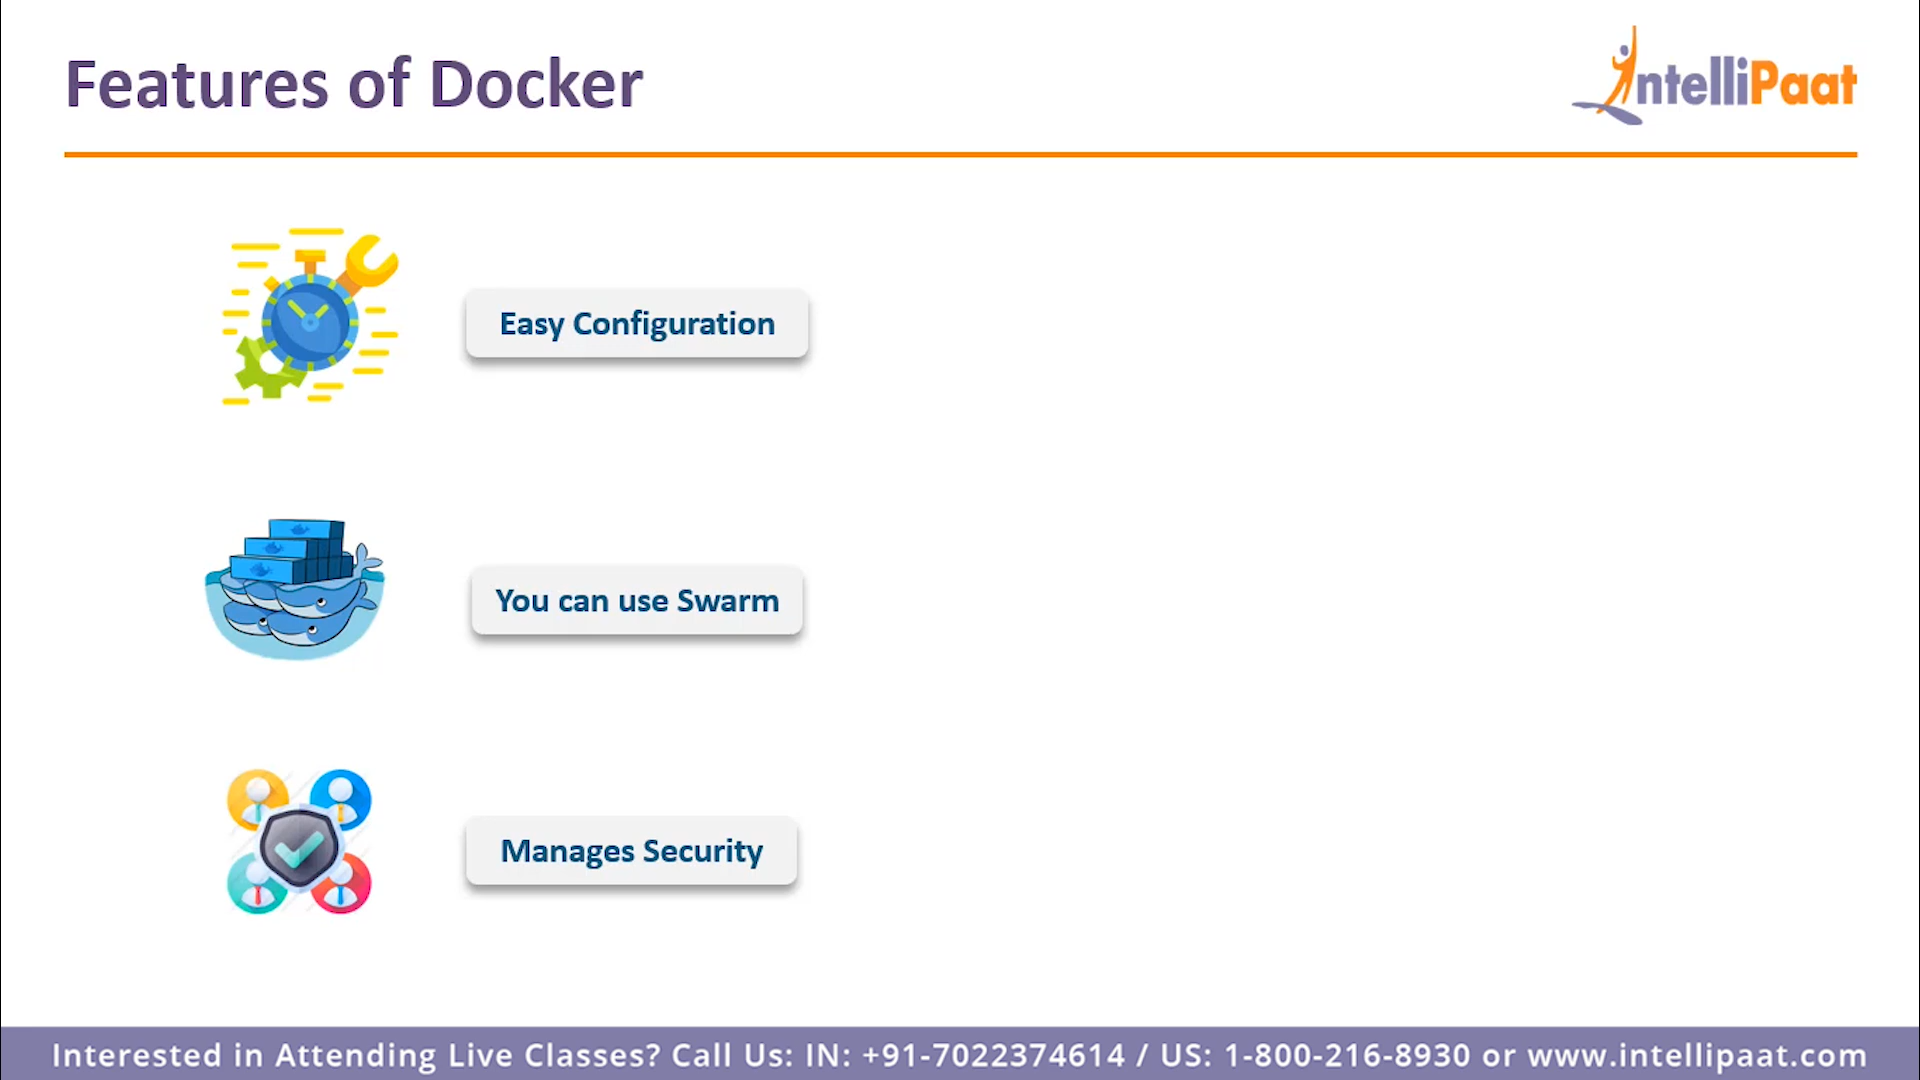 Features of Docker
IntelliPaat
Easy Configuration
You can use Swarm
Manages Security
Interested in Attending Live Classes? Call Us: IN: +91-7022374614 / US: 1-800-216-8930 or www.intellipaat.com